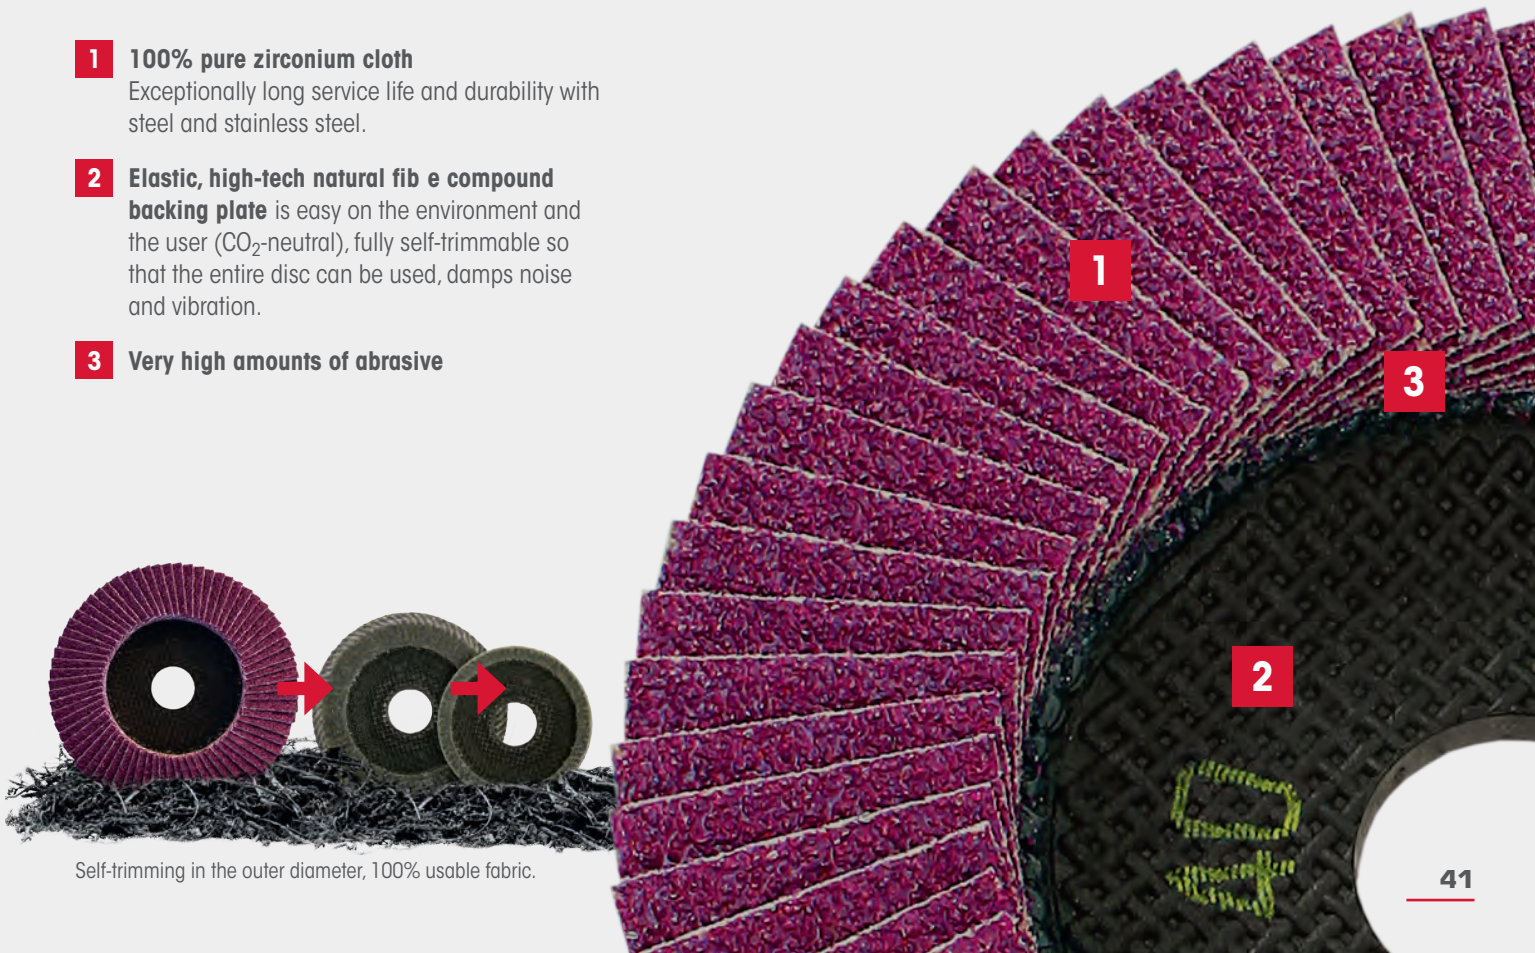 1 100% pure zirconium cloth
Exceptionally long service life and durability with
steel and stainless steel.
2 Elastic, high-tech natural fib e compound
backing plate is easy on the environment and
the user (CO₂-neutral), fully self-trimmable so
that the entire disc can be used, damps noise
and vibration.
3 Very high amounts of abrasive
1
3
2
40
Self-trimming in the outer diameter, 100% usable fabric.
41